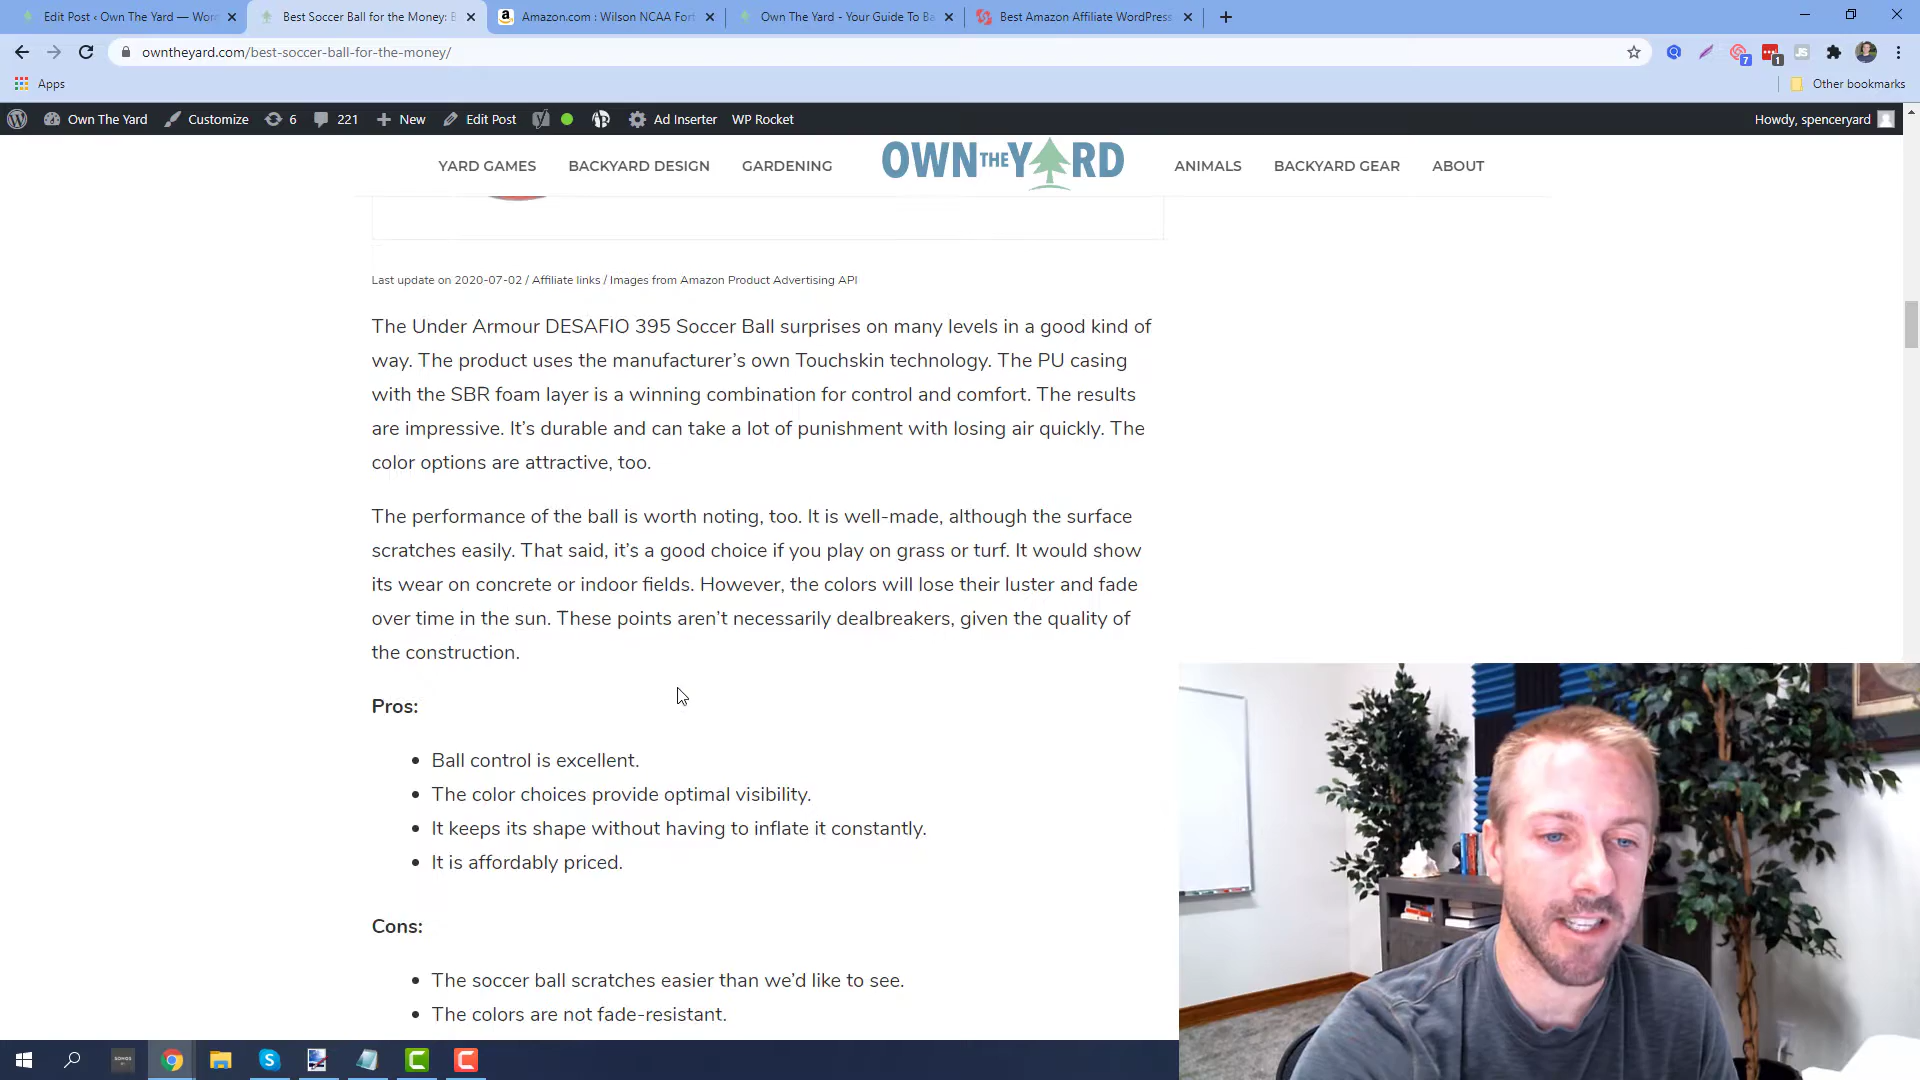 Edit Post ‹ Own The Yard — Wor
Best Soccer Ball for the Money: B
Amazon.com : Wilson NCAA Fort
Own The Yard - Your Guide To Ba
Best Amazon Affiliate WordPress
owntheyard.com/best-soccer-ball-for-the-money/
7
1
JS
Apps
Other bookmarks
Own The Yard
Customize
6
221
New
Edit Post
Ad Inserter
WP Rocket
Howdy, spenceryard
YARD GAMES
BACKYARD DESIGN
GARDENING
OWN THE YARD
ANIMALS
BACKYARD GEAR
ABOUT
Last update on 2020-07-02 / Affiliate links / Images from Amazon Product Advertising API
The Under Armour DESAFIO 395 Soccer Ball surprises on many levels in a good kind of
way. The product uses the manufacturer’s own Touchskin technology. The PU casing
with the SBR foam layer is a winning combination for control and comfort. The results
are impressive. It’s durable and can take a lot of punishment with losing air quickly. The
color options are attractive, too.
The performance of the ball is worth noting, too. It is well-made, although the surface
scratches easily. That said, it’s a good choice if you play on grass or turf. It would show
its wear on concrete or indoor fields. However, the colors will lose their luster and fade
over time in the sun. These points aren’t necessarily dealbreakers, given the quality of
the construction.
Pros:
Ball control is excellent.
The color choices provide optimal visibility.
It keeps its shape without having to inflate it constantly.
It is affordably priced.
Cons:
The soccer ball scratches easier than we’d like to see.
The colors are not fade-resistant.
SONOS